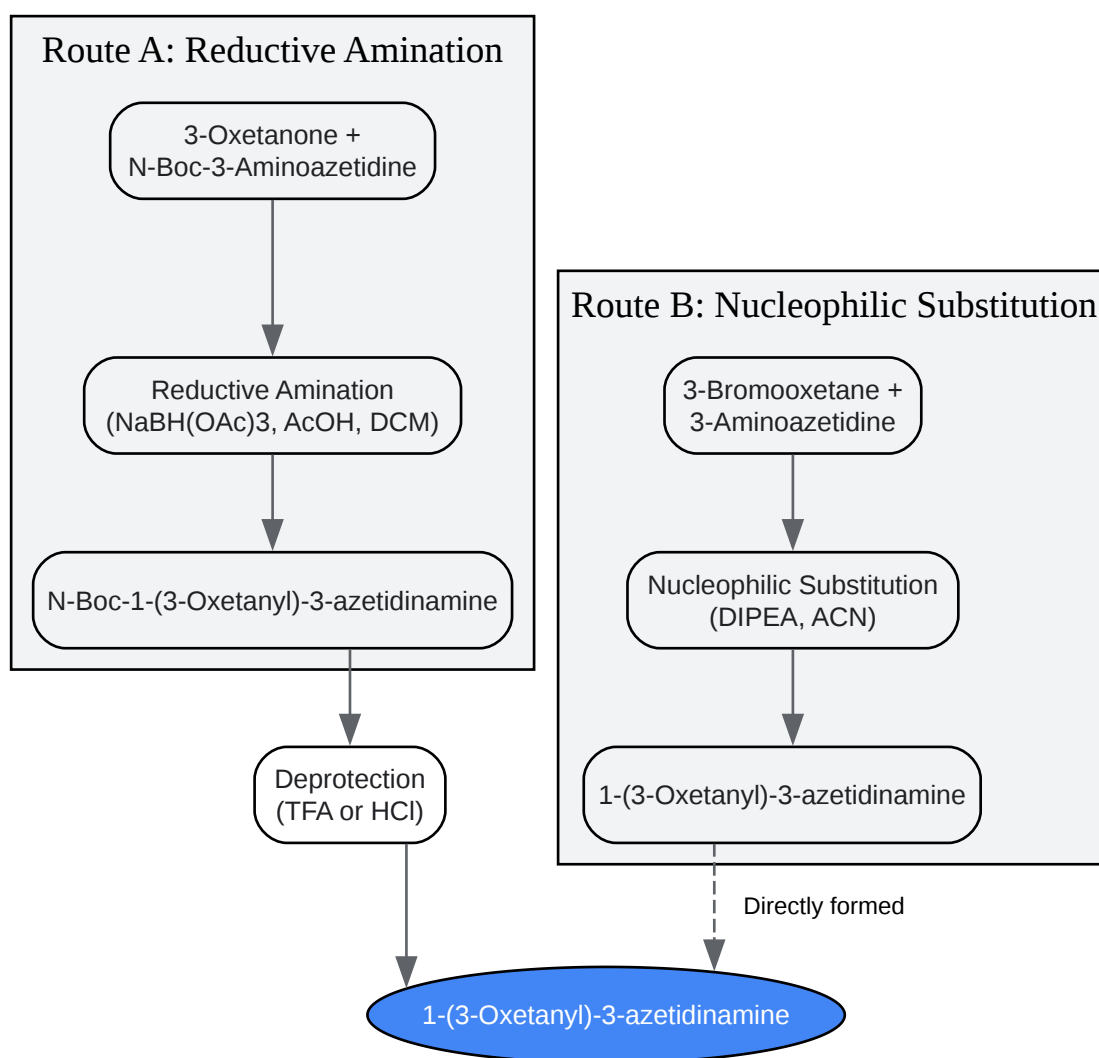 Route A: Reductive Amination
3-Oxetanone +
N-Boc-3-Aminoazetidine
Reductive Amination
(NaBH(OAc)3, AcOH, DCM)
N-Boc-1-(3-Oxetanyl)-3-azetidinamine
Deprotection
(TFA or HCl)
Route B: Nucleophilic Substitution
3-Bromooxetane +
3-Aminoazetidine
Nucleophilic Substitution
(DIPEA, ACN)
1-(3-Oxetanyl)-3-azetidinamine
Directly formed
1-(3-Oxetanyl)-3-azetidinamine